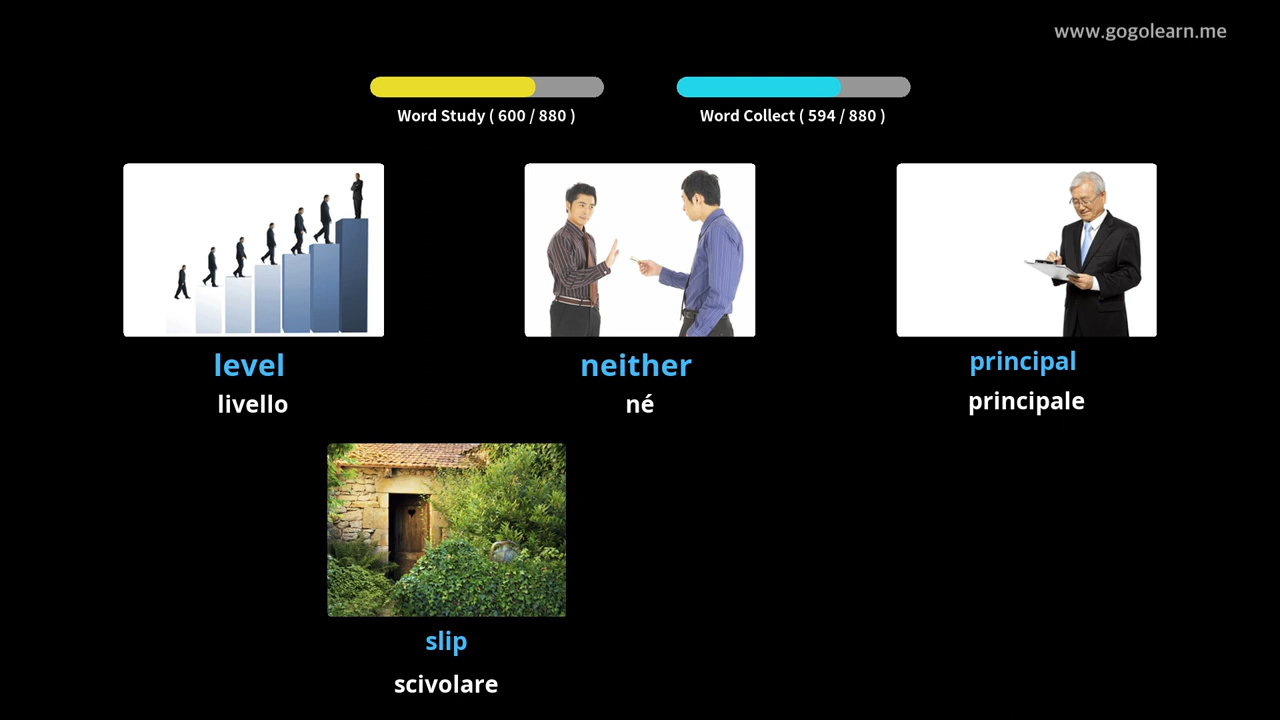 www.gogolearn.me
Word Study ( 600 / 880 )
Word Collect ( 594 / 880 )
level
livello
neither
né
principal
principale
slip
scivolare